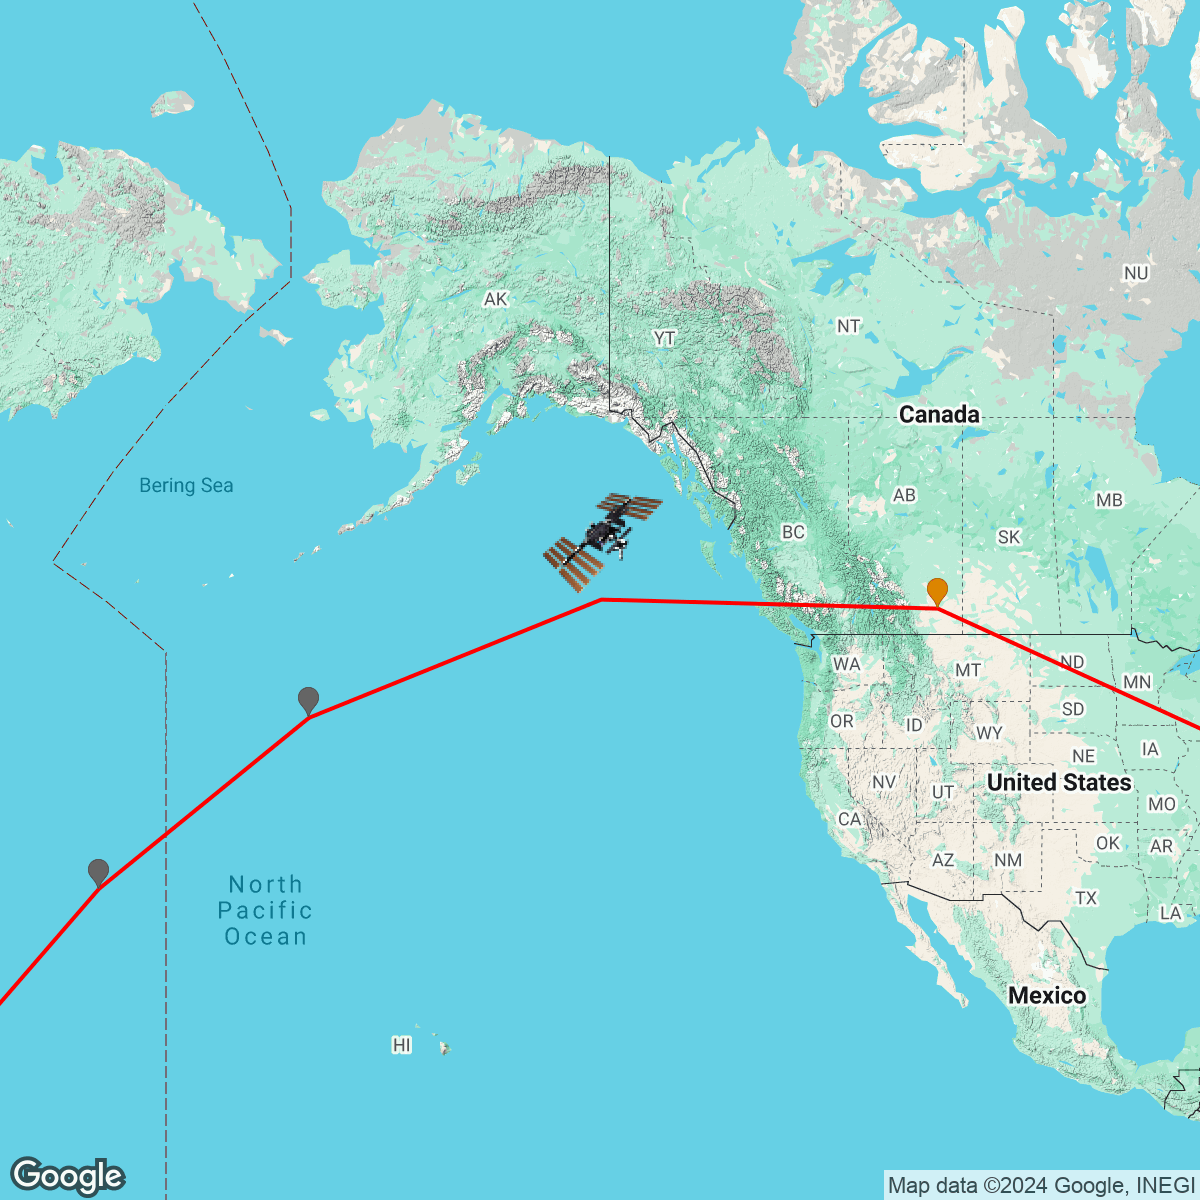 NU
AK
NT
YT
Canada
Bering Sea
AB
MB
BC
SK
WA
ND
MT
MN
SD
OR
ID
WY
IA
NE
NV
United States
UT
MO
CA
OK
AR
AZ
NM
North
Pacific
Ocean
TX
LA
Mexico
HI
Google
Map data ©2024 Google, INEGI